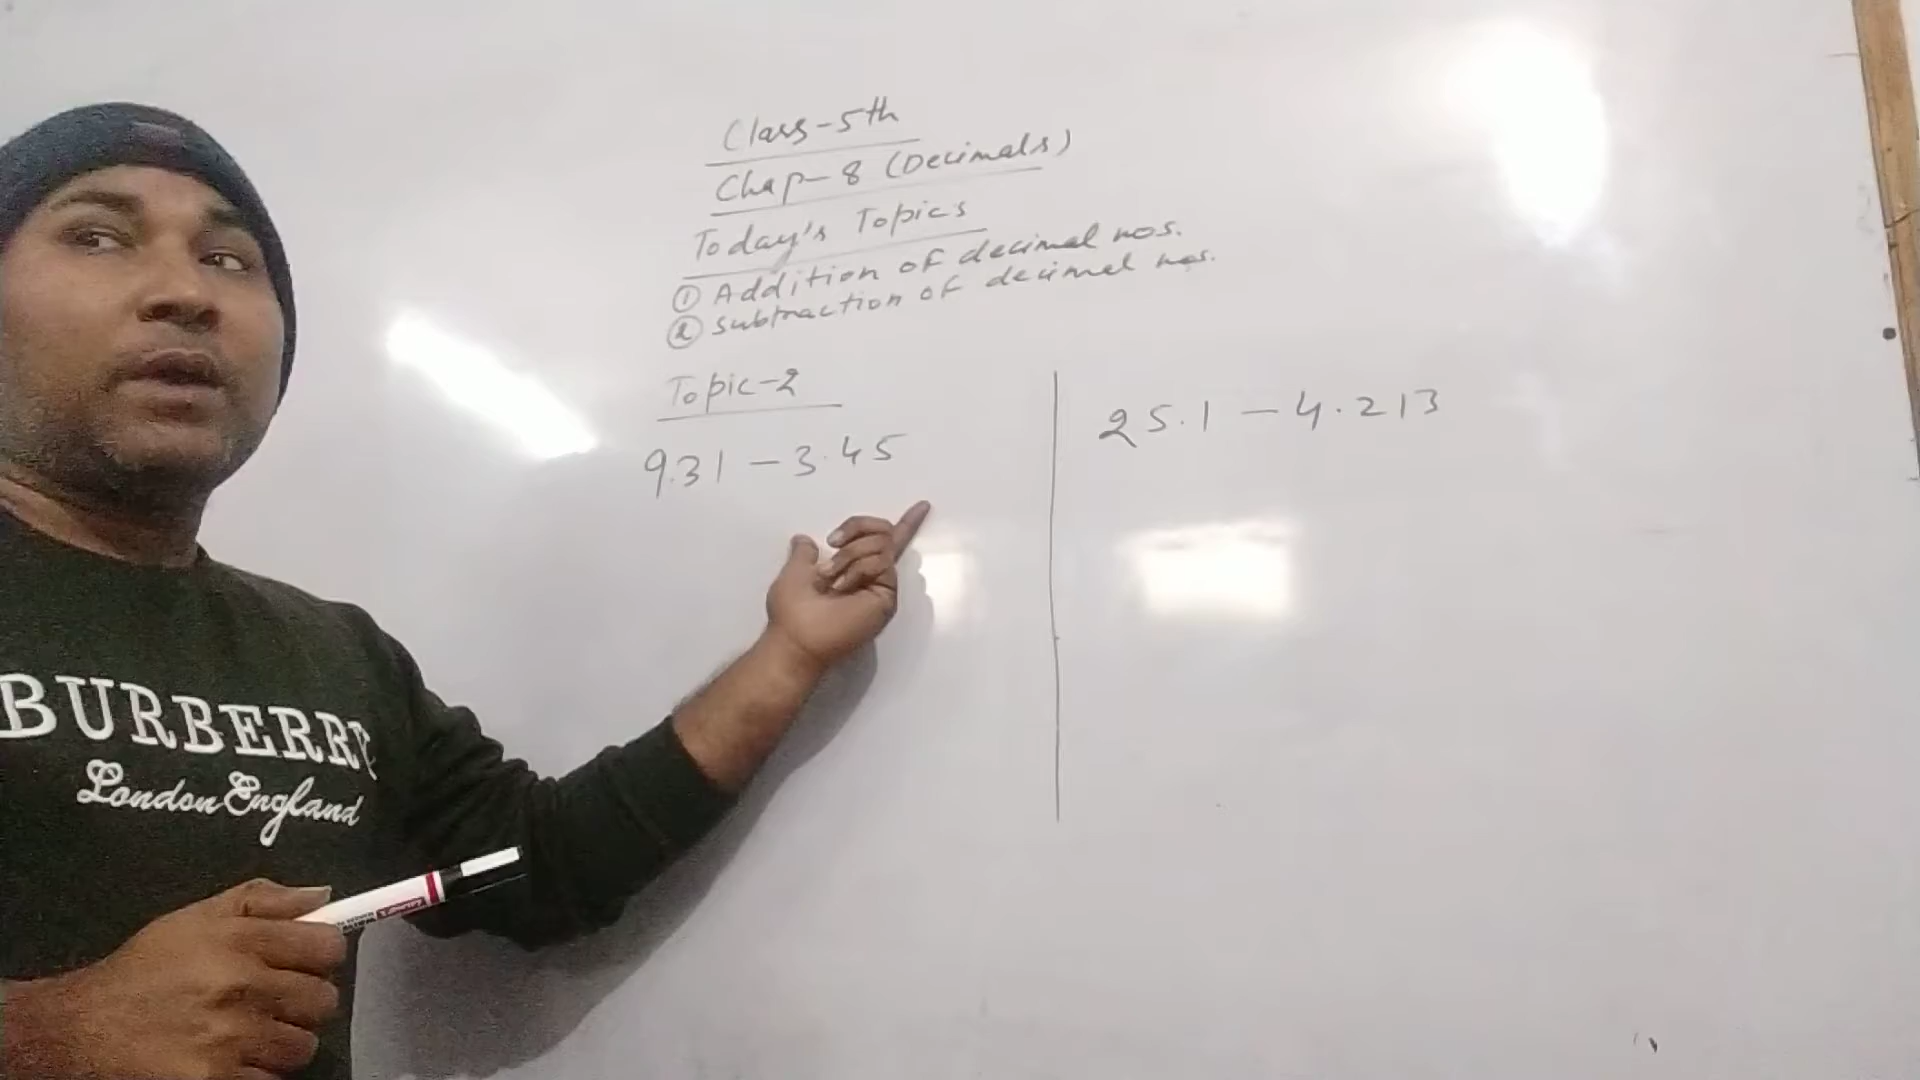 Class-5th
Chap-8 (Decimals)
Today's Topics
① Addition of decimal nos.
② Subtraction of decimal nos.
Topic-2
9.31 - 3.45
25.1 - 4.213
BURBERRY
London England